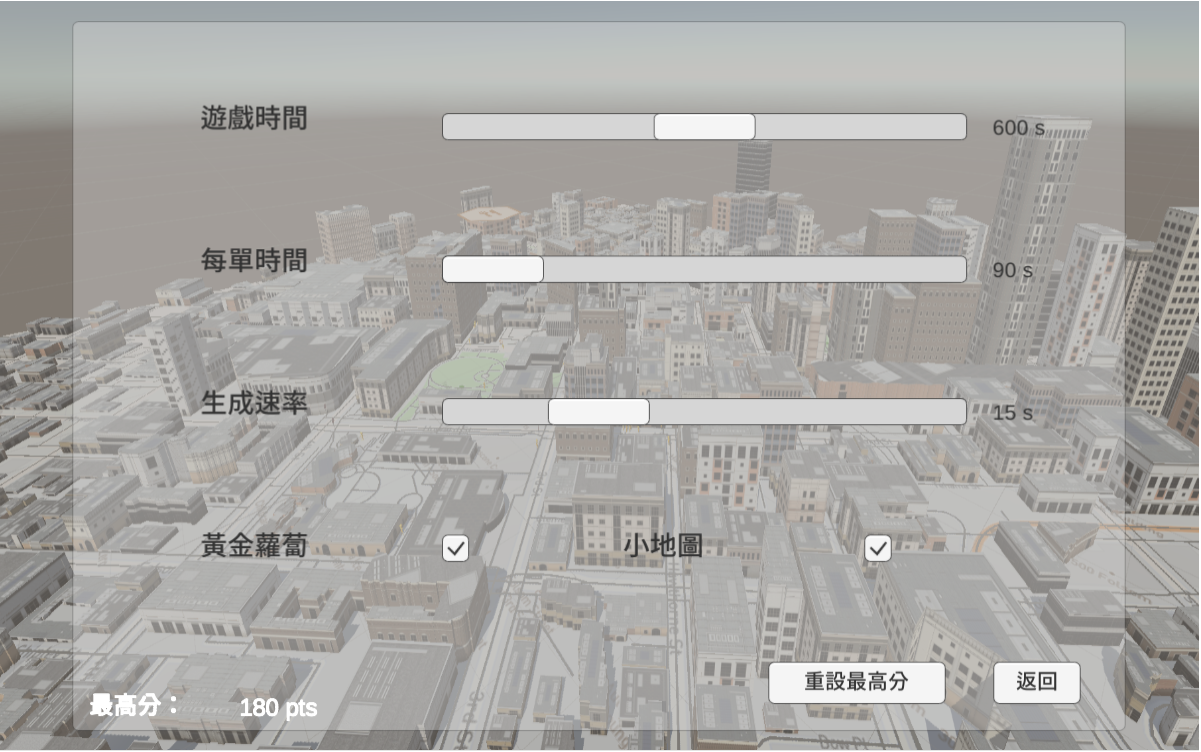 遊戲時間 600 s
每單時間 90 s
生成速率 15 s
黃金蘿蔔 小地圖
重設最高分 返回
最高分： 180 pts